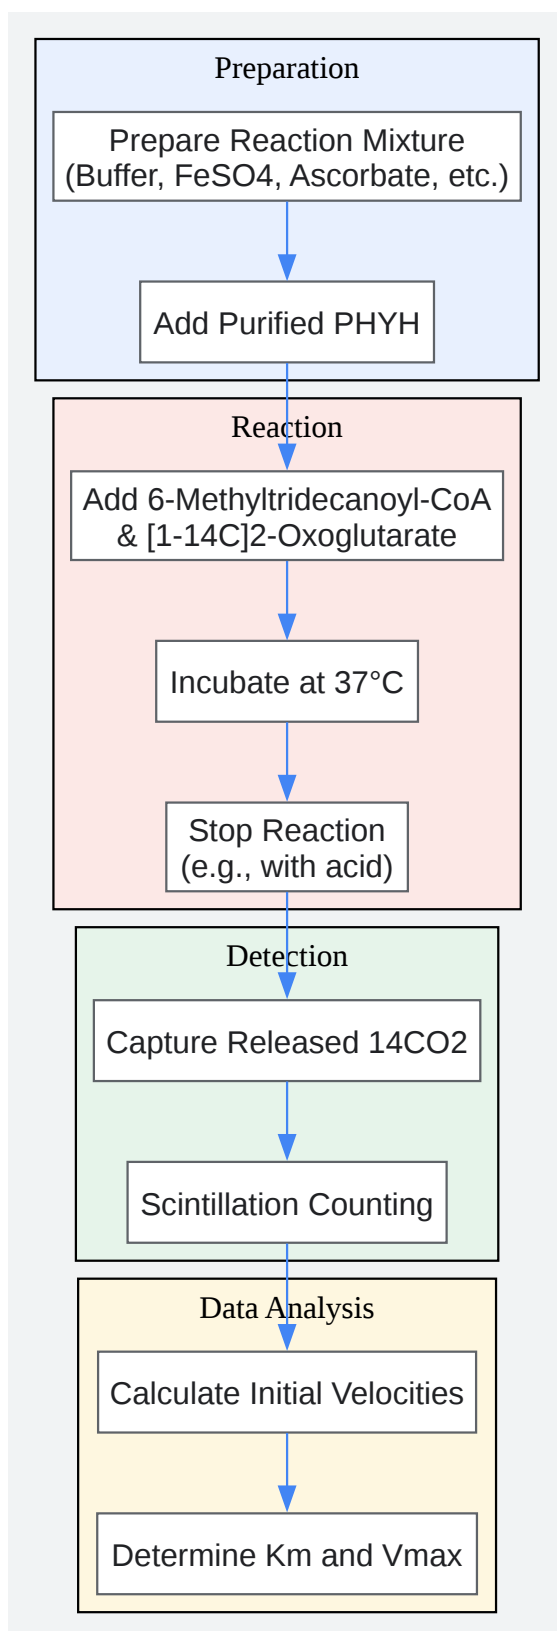 Preparation
Prepare Reaction Mixture
(Buffer, FeSO4, Ascorbate, etc.)
Add Purified PHYH
Reaction
Add 6-Methyltridecanoyl-CoA
& [1-14C]2-Oxoglutarate
Incubate at 37°C
Stop Reaction
(e.g., with acid)
Detection
Capture Released 14CO2
Scintillation Counting
Data Analysis
Calculate Initial Velocities
Determine Km and Vmax